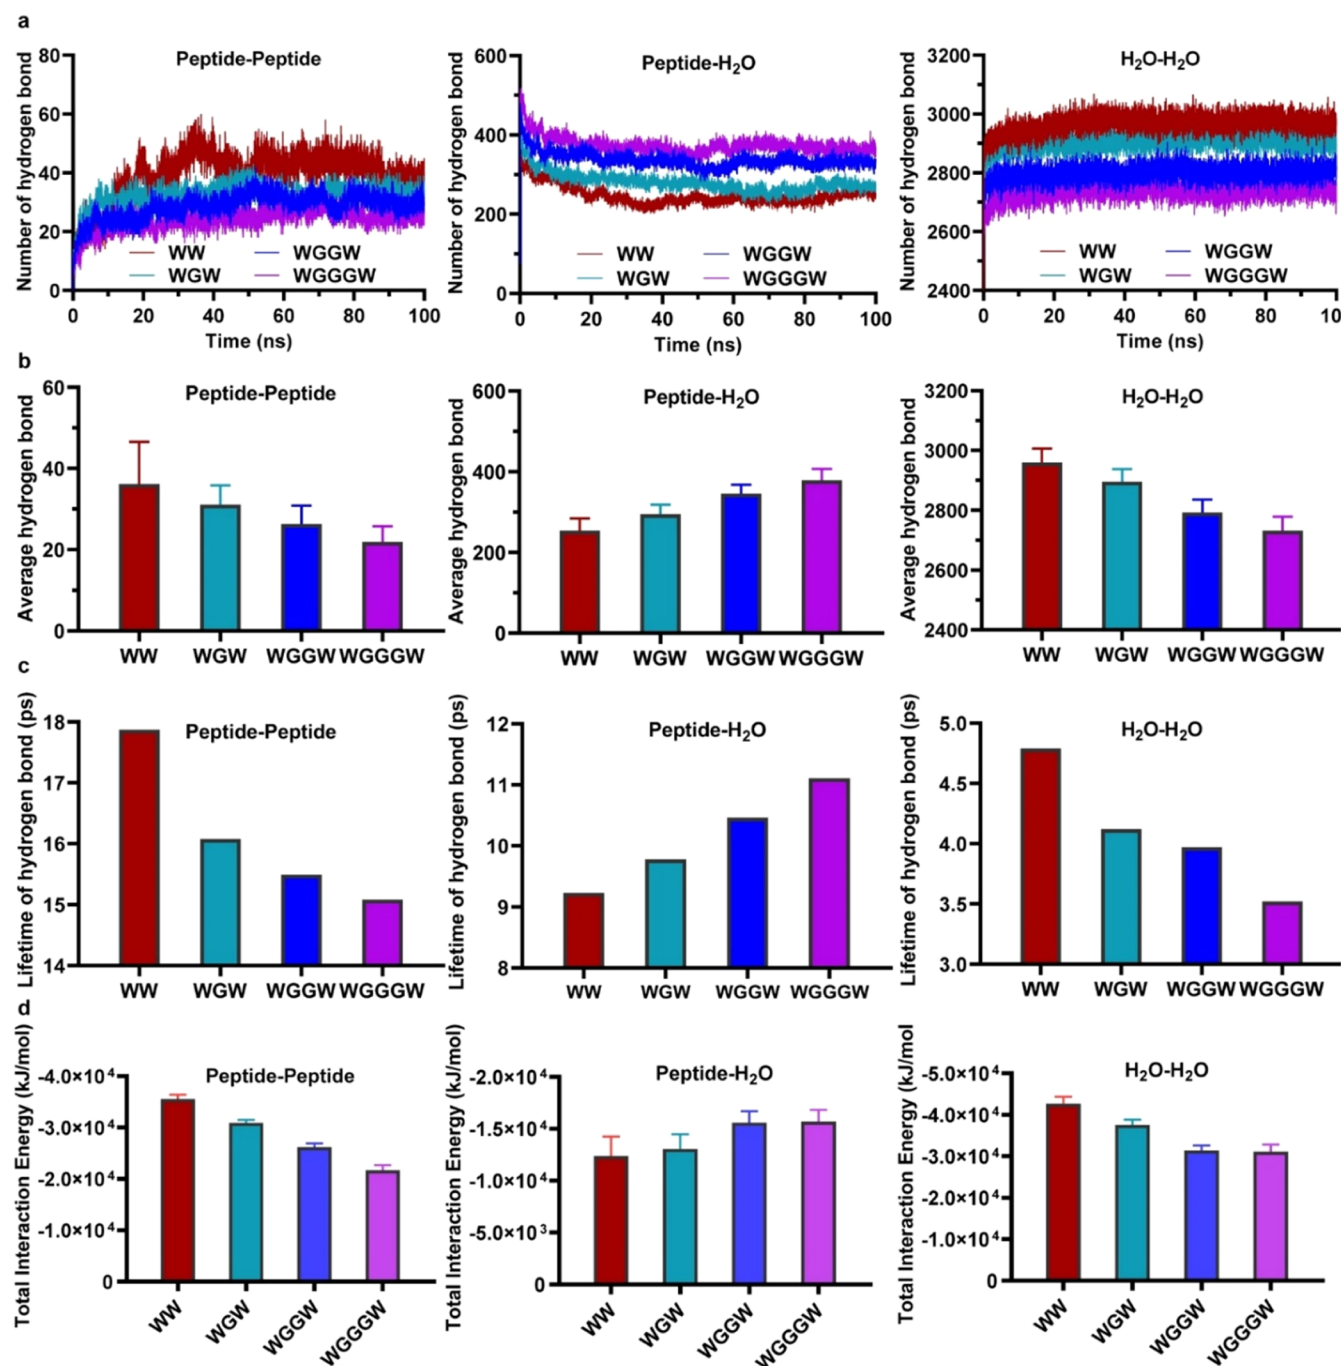 a
Number of hydrogen bond
80
60
40
20
0
Peptide-Peptide
WW
WGW
WGGW
WGGGW
0 20 40 60 80 100
Time (ns)
Number of hydrogen bond
600
400
200
0
Peptide-H₂O
WW
WGW
WGGW
WGGGW
0 20 40 60 80 100
Time (ns)
Number of hydrogen bond
3200
3000
2800
2600
2400
H₂O-H₂O
WW
WGW
WGGW
WGGGW
0 20 40 60 80 10
Time (ns)
b
Average hydrogen bond
60
40
20
0
Peptide-Peptide
WW WGW WGGW WGGGW
Average hydrogen bond
600
400
200
0
Peptide-H₂O
WW WGW WGGW WGGGW
Average hydrogen bond
3200
3000
2800
2600
2400
H₂O-H₂O
WW WGW WGGW WGGGW
c
Lifetime of hydrogen bond (ps)
18
17
16
15
14
Peptide-Peptide
WW WGW WGGW WGGGW
Lifetime of hydrogen bond (ps)
12
11
10
9
8
Peptide-H₂O
WW WGW WGGW WGGGW
Lifetime of hydrogen bond (ps)
5.0
4.5
4.0
3.5
3.0
H₂O-H₂O
WW WGW WGGW WGGGW
d
Total Interaction Energy (kJ/mol)
-4.0×10⁴
-3.0×10⁴
-2.0×10⁴
-1.0×10⁴
0
Peptide-Peptide
WW WGW WGGW WGGGW
Total Interaction Energy (kJ/mol)
-2.0×10⁴
-1.5×10⁴
-1.0×10⁴
-5.0×10³
0
Peptide-H₂O
WW WGW WGGW WGGGW
Total Interaction Energy (kJ/mol
-5.0×10⁴
-4.0×10⁴
-3.0×10⁴
-2.0×10⁴
-1.0×10⁴
0
H₂O-H₂O
WW WGW WGGW WGGGW